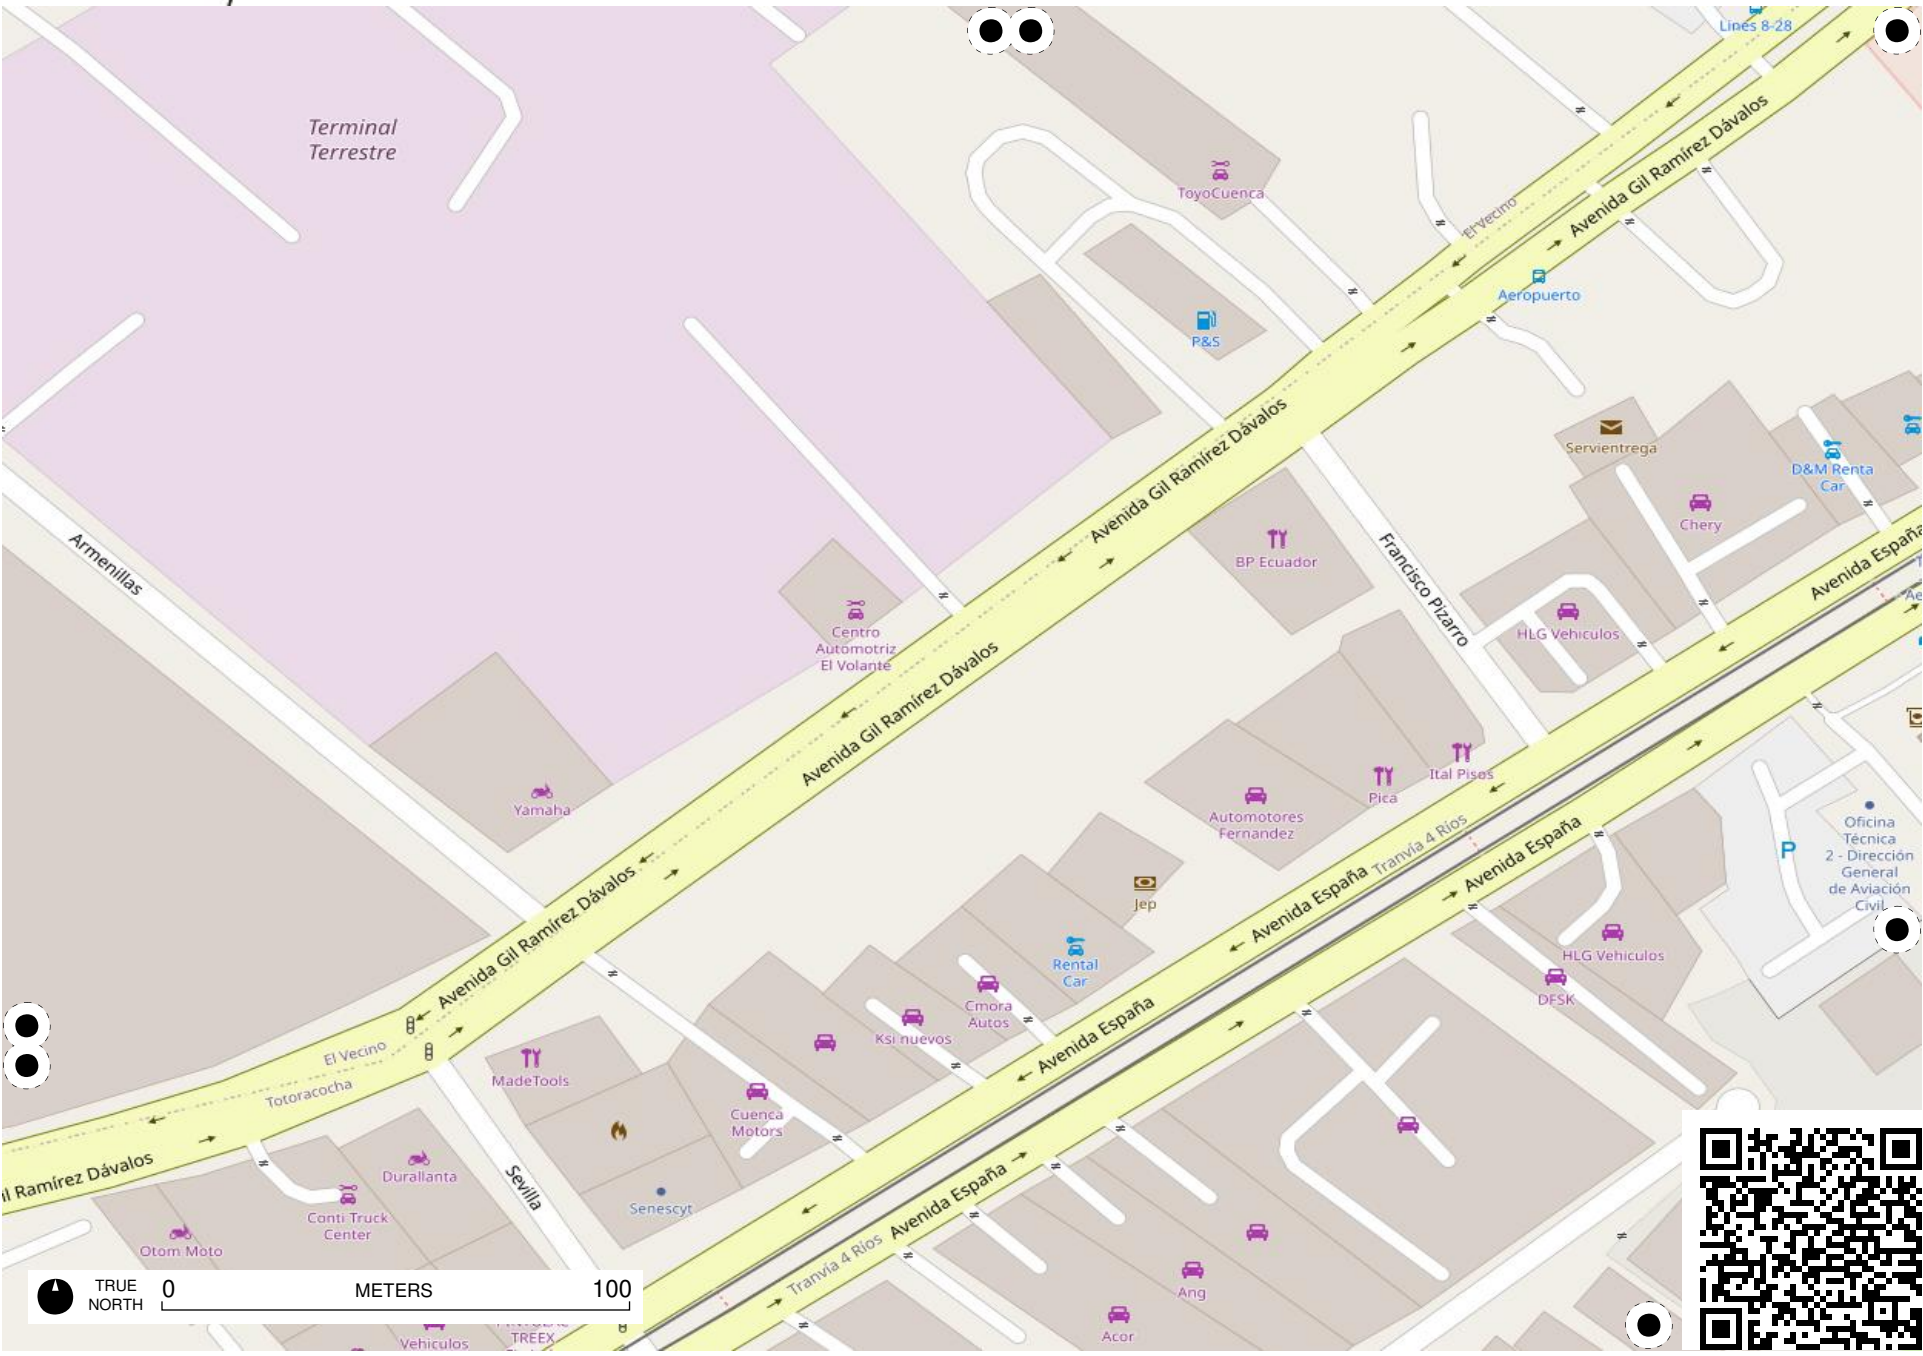 Lines 8-28
Terminal
Terrestre
Avenida Gil Ramírez Dávalos
ToyoCuenca
El Vecino
Aeropuerto
P&S
Avenida Gil Ramírez Dávalos
Servientrega
D&M Renta
Car
Chery
Avenida España
BP Ecuador
Francisco Pizarro
Armenillas
HLG Vehiculos
Centro
Automotriz
El Volante
Avenida Gil Ramírez Dávalos
Ital Pisos
Pica
Yamaha
Automotores
Fernandez
Tranvía 4 Ríos
Avenida España
Avenida España
P
Oficina
Técnica
2 - Dirección
General
de Aviación
Civil
Jep
Avenida Gil Ramírez Dávalos
HLG Vehiculos
DFSK
Rental
Car
Cmora
Autos
Ksi nuevos
Avenida España
El Vecino
Totoracocha
MadeTools
Cuenca
Motors
il Ramírez Dávalos
Durallanta
Sevilla
Conti Truck
Center
Otom Moto
Senescyt
Avenida España
Tranvía 4 Ríos
Ang
Acor
TRUE
NORTH
0 METERS 100
Vehiculos
TREEX